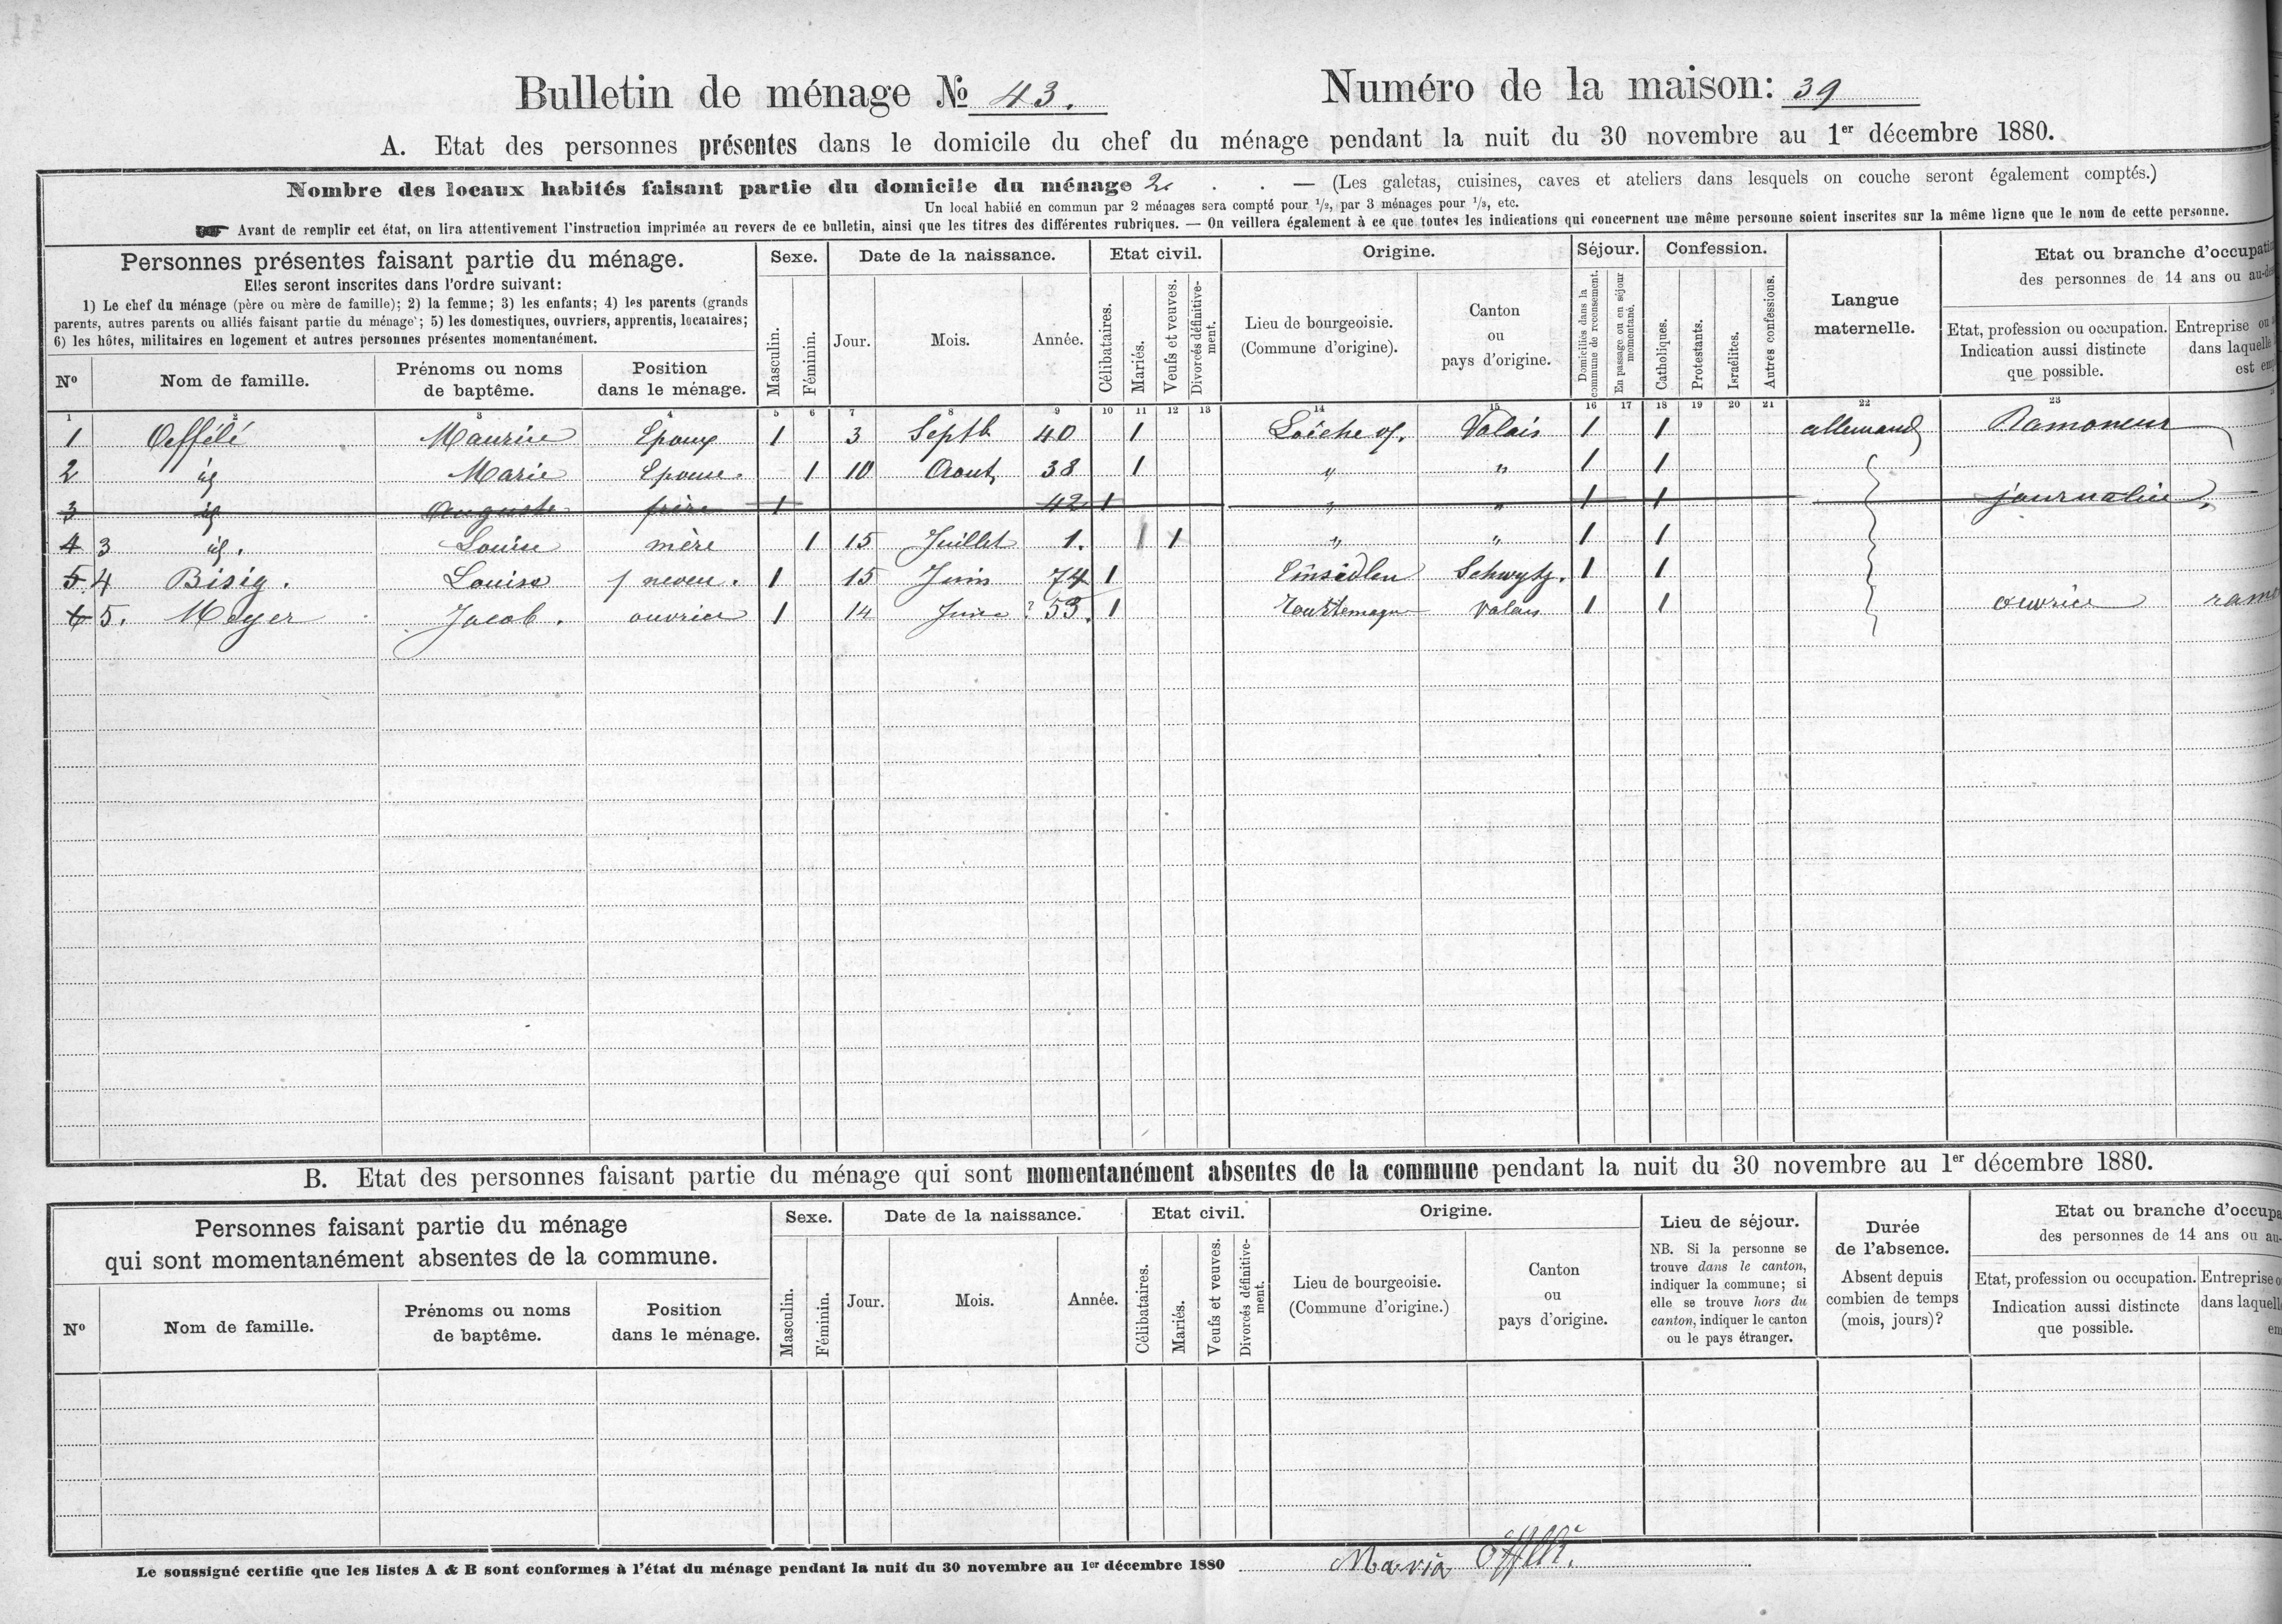 Bulletin de ménage № 43.
Numéro de la maison: 39
A. Etat des personnes présentes dans le domicile du chef du ménage pendant la nuit du 30 novembre au 1er décembre 1880.
Nombre des locaux habités faisant partie du domicile du ménage 2 . . — (Les galetas, cuisines, caves et ateliers dans lesquels on couche seront également comptés.)
Un local habité en commun par 2 ménages sera compté pour 1/2, par 3 ménages pour 1/3, etc.
☛ Avant de remplir cet état, on lira attentivement l'instruction imprimée au revers de ce bulletin, ainsi que les titres des différentes rubriques. — On veillera également à ce que toutes les indications qui concernent une même personne soient inscrites sur la même ligne que le nom de cette personne.
Personnes présentes faisant partie du ménage.
Elles seront inscrites dans l'ordre suivant:
1) Le chef du ménage (père ou mère de famille); 2) la femme; 3) les enfants; 4) les parents (grands
parents, autres parents ou alliés faisant partie du ménage); 5) les domestiques, ouvriers, apprentis, locataires;
6) les hôtes, militaires en logement et autres personnes présentes momentanément.
Nº
Nom de famille.
Prénoms ou noms
de baptême.
Position
dans le ménage.
Sexe.
Masculin.
Féminin.
Date de la naissance.
Jour.
Mois.
Année.
Etat civil.
Célibataires.
Mariés.
Veufs et veuves.
Divorcés définitive-
ment.
Origine.
Lieu de bourgeoisie.
(Commune d'origine).
Canton
ou
pays d'origine.
Séjour.
Domiciliés dans la
commune de recensement.
En passage ou en séjour
momentané.
Confession.
Catholiques.
Protestants.
Israélites.
Autres confessions.
Langue
maternelle.
Etat ou branche d'occupati
des personnes de 14 ans ou au-des
Etat, profession ou occupation.
Indication aussi distincte
que possible.
Entreprise ou
dans laquelle
est emp
1 2 3 4 5 6 7 8 9 10 11 12 13 14 15 16 17 18 19 20 21 22 23
1 Oefflé Maurice Epoux 1 3 Septb 40 1 Loèche Valais 1 1 allemand Ramoneur
2 id Marie Epouse. 1 10 Aout 38 1 " " 1 1
3 id Auguste frère 1 42 1 " " 1 1 journalier
4 3 id. Louise mère 1 15 Juillet 1. 1 1 " " 1 1
5 4 Bisig. Louise neveu. 1 15 Juin 74 1 Einsidlen Schwytz. 1 1
6 5. Meyer Jacob. ouvrier 1 14 Juin ? 53. 1 Tourtemagne Valais 1 1 ouvrier ramo
B. Etat des personnes faisant partie du ménage qui sont momentanément absentes de la commune pendant la nuit du 30 novembre au 1er décembre 1880.
Personnes faisant partie du ménage
qui sont momentanément absentes de la commune.
Nº
Nom de famille.
Prénoms ou noms
de baptême.
Position
dans le ménage.
Sexe.
Masculin.
Féminin.
Date de la naissance.
Jour.
Mois.
Année.
Etat civil.
Célibataires.
Mariés.
Veufs et veuves.
Divorcés définitive-
ment.
Origine.
Lieu de bourgeoisie.
(Commune d'origine.)
Canton
ou
pays d'origine.
Lieu de séjour.
NB. Si la personne se
trouve dans le canton,
indiquer la commune; si
elle se trouve hors du
canton, indiquer le canton
ou le pays étranger.
Durée
de l'absence.
Absent depuis
combien de temps
(mois, jours)?
Etat ou branche d'occupa
des personnes de 14 ans ou au-
Etat, profession ou occupation.
Indication aussi distincte
que possible.
Entreprise o
dans laquell
em
Le soussigné certifie que les listes A & B sont conformes à l'état du ménage pendant la nuit du 30 novembre au 1er décembre 1880 Maria